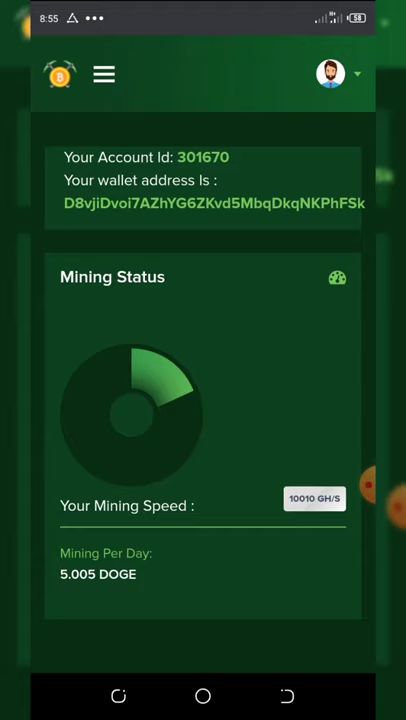 8:55
58
Your Account Id: 301670
Your wallet address Is :
D8vjiDvoi7AZhYG6ZKvd5MbqDkqNKPhFSk
Mining Status
Your Mining Speed :
10010 GH/S
Mining Per Day:
5.005 DOGE